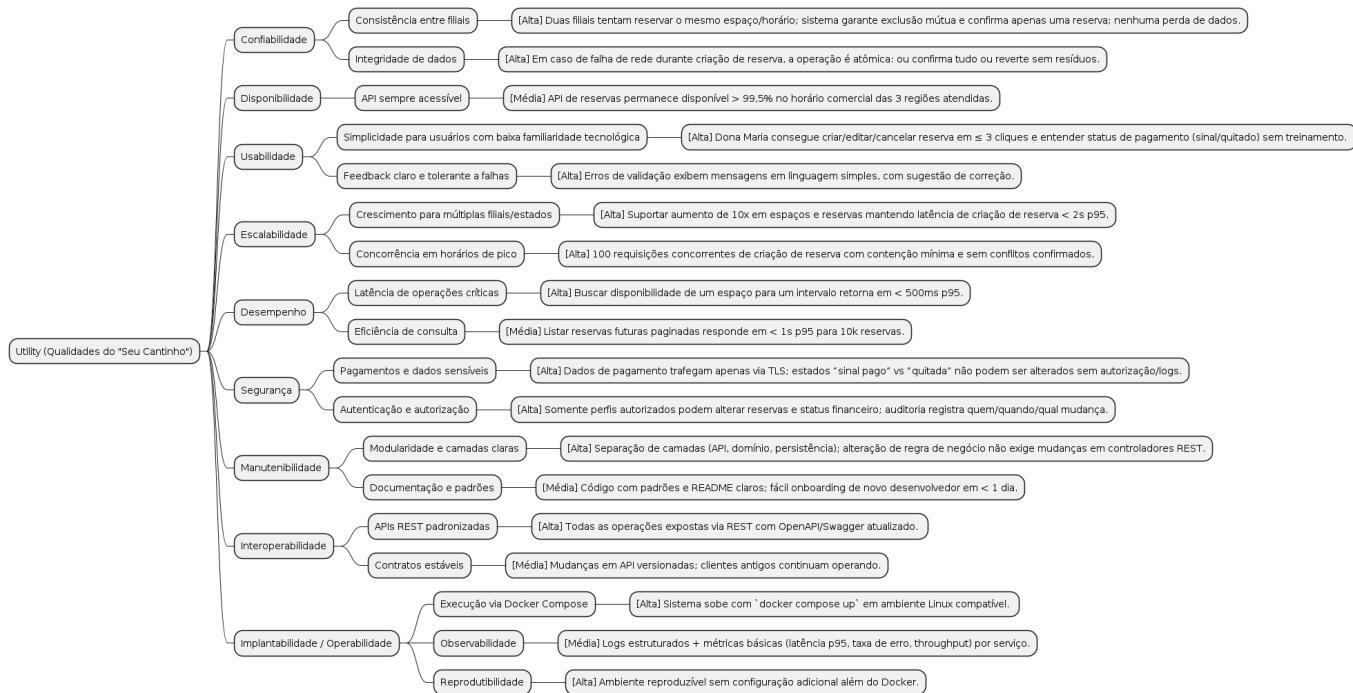 Utility (Qualidades do "Seu Cantinho")
Confiabilidade
Consistência entre filiais
[Alta] Duas filiais tentam reservar o mesmo espaço/horário; sistema garante exclusão mútua e confirma apenas uma reserva; nenhuma perda de dados.
Integridade de dados
[Alta] Em caso de falha de rede durante criação de reserva, a operação é atômica: ou confirma tudo ou reverte sem resíduos.
Disponibilidade
API sempre acessível
[Média] API de reservas permanece disponível > 99,5% no horário comercial das 3 regiões atendidas.
Usabilidade
Simplicidade para usuários com baixa familiaridade tecnológica
[Alta] Dona Maria consegue criar/editar/cancelar reserva em ≤ 3 cliques e entender status de pagamento (sinal/quitado) sem treinamento.
Feedback claro e tolerante a falhas
[Alta] Erros de validação exibem mensagens em linguagem simples, com sugestão de correção.
Escalabilidade
Crescimento para múltiplas filiais/estados
[Alta] Suportar aumento de 10x em espaços e reservas mantendo latência de criação de reserva < 2s p95.
Concorrência em horários de pico
[Alta] 100 requisições concorrentes de criação de reserva com contenção mínima e sem conflitos confirmados.
Desempenho
Latência de operações críticas
[Alta] Buscar disponibilidade de um espaço para um intervalo retorna em < 500ms p95.
Eficiência de consulta
[Média] Listar reservas futuras paginadas responde em < 1s p95 para 10k reservas.
Segurança
Pagamentos e dados sensíveis
[Alta] Dados de pagamento trafegam apenas via TLS; estados “sinal pago” vs “quitada” não podem ser alterados sem autorização/logs.
Autenticação e autorização
[Alta] Somente perfis autorizados podem alterar reservas e status financeiro; auditoria registra quem/quando/qual mudança.
Manutenibilidade
Modularidade e camadas claras
[Alta] Separação de camadas (API, domínio, persistência); alteração de regra de negócio não exige mudanças em controladores REST.
Documentação e padrões
[Média] Código com padrões e README claros; fácil onboarding de novo desenvolvedor em < 1 dia.
Interoperabilidade
APIs REST padronizadas
[Alta] Todas as operações expostas via REST com OpenAPI/Swagger atualizado.
Contratos estáveis
[Média] Mudanças em API versionadas; clientes antigos continuam operando.
Implantabilidade / Operabilidade
Execução via Docker Compose
[Alta] Sistema sobe com `docker compose up` em ambiente Linux compatível.
Observabilidade
[Média] Logs estruturados + métricas básicas (latência p95, taxa de erro, throughput) por serviço.
Reprodutibilidade
[Alta] Ambiente reproduzível sem configuração adicional além do Docker.